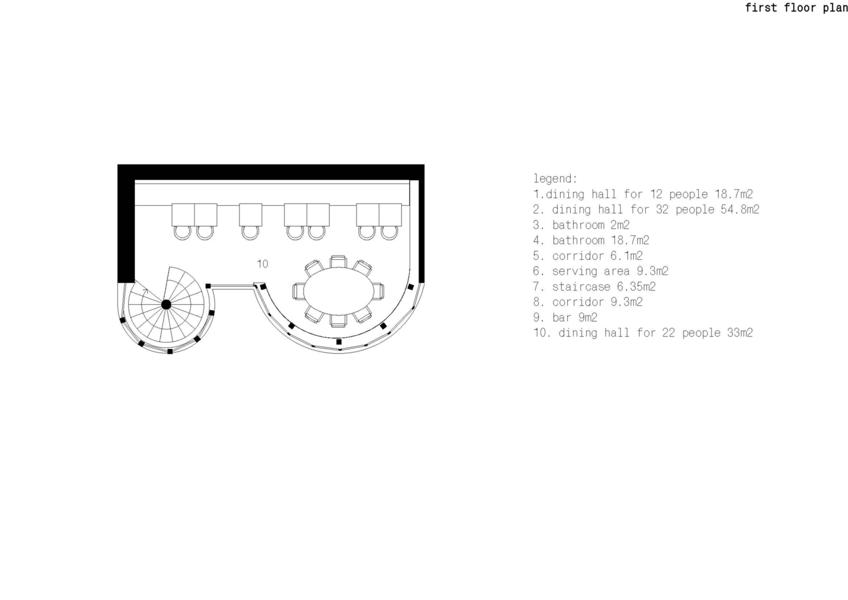 first floor plan
legend:
1.dining hall for 12 people 18.7m2
2. dining hall for 32 people 54.8m2
3. bathroom 2m2
4. bathroom 18.7m2
5. corridor 6.1m2
6. serving area 9.3m2
7. staircase 6.35m2
8. corridor 9.3m2
9. bar 9m2
10. dining hall for 22 people 33m2
10